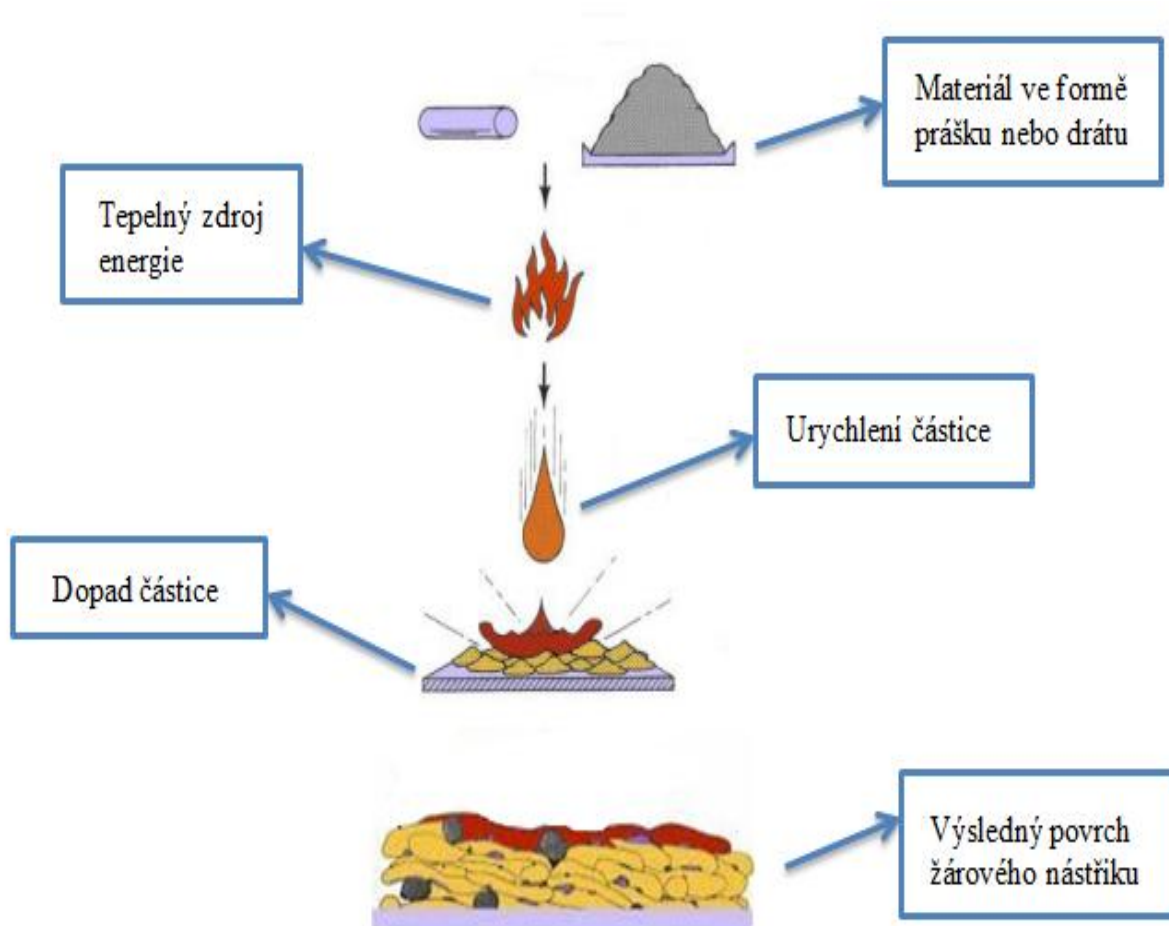 Materiál ve formě
prášku nebo drátu
Tepelný zdroj
energie
Urychlení částice
Dopad částice
Výsledný povrch
žárového nástřiku